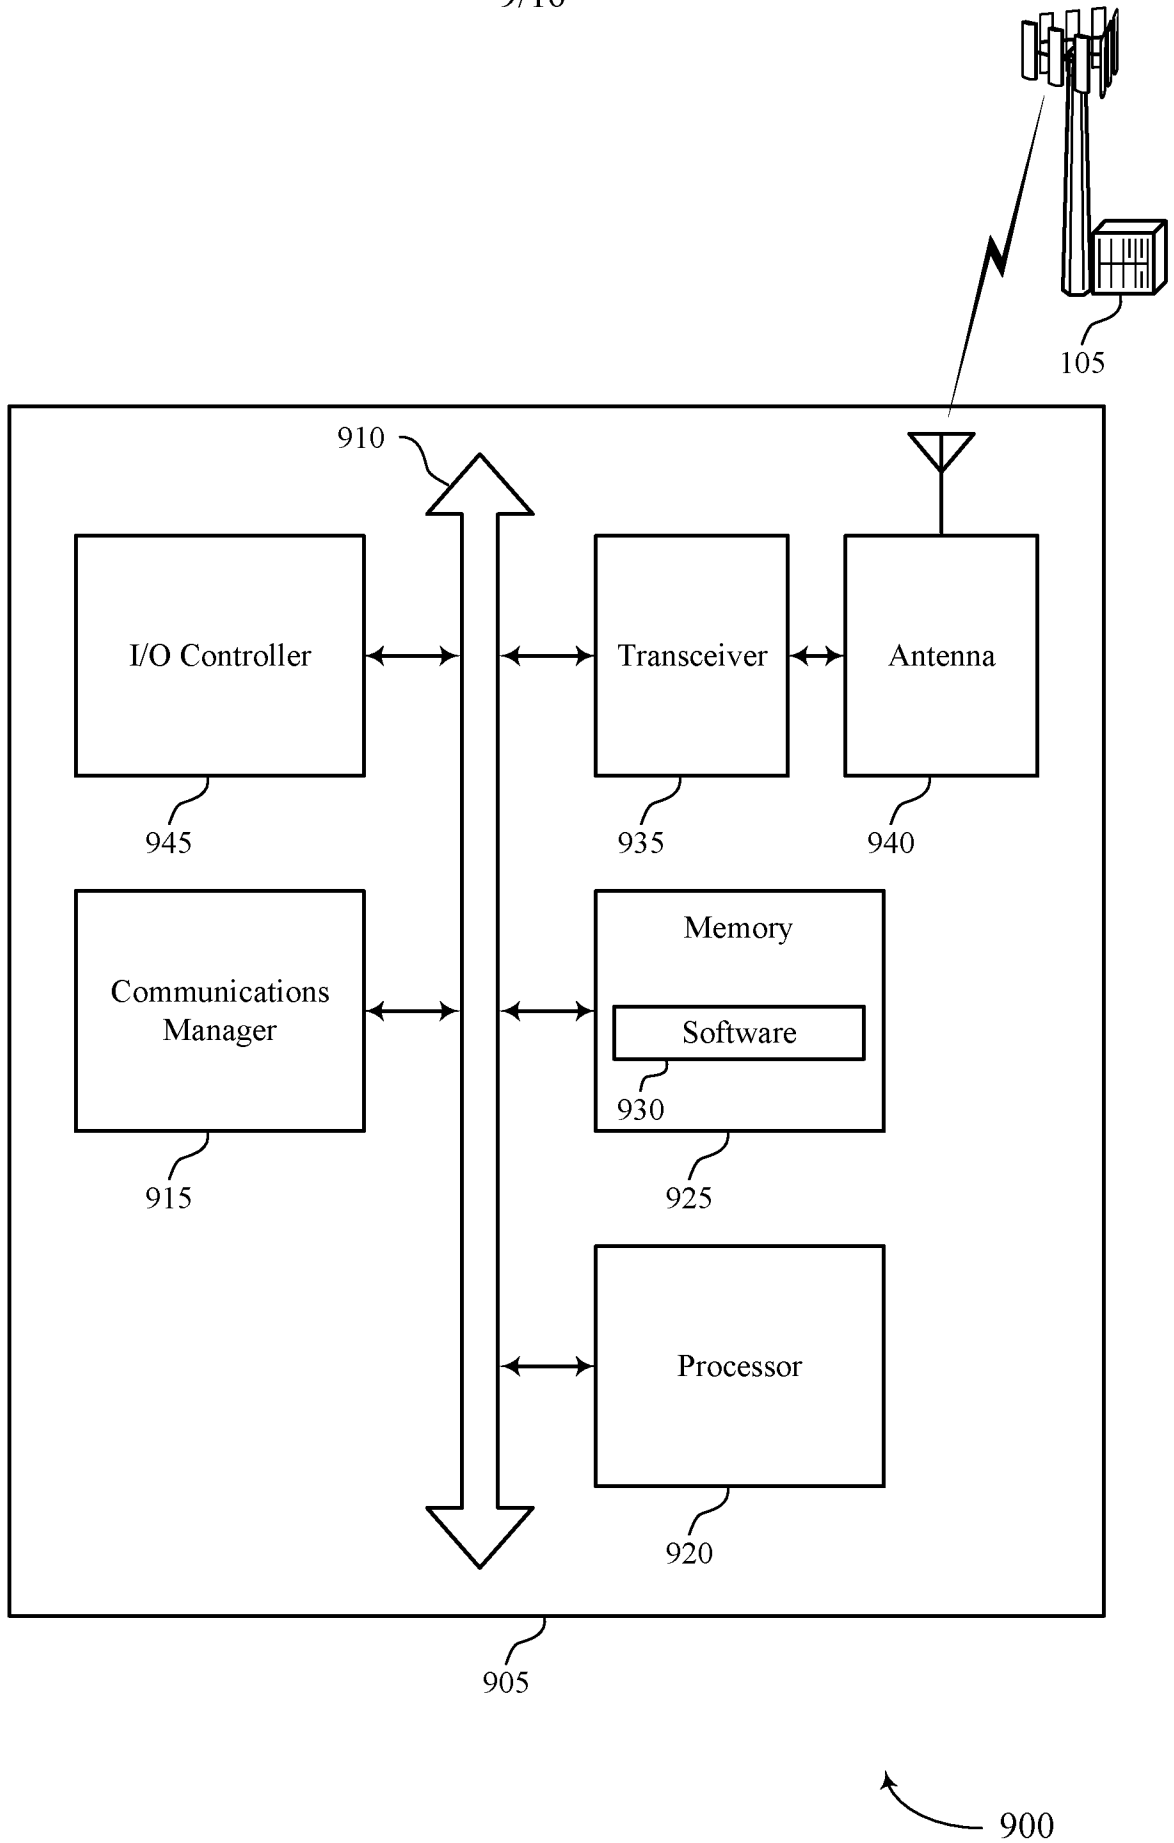 105
910
I/O Controller
Transceiver
Antenna
945
935
940
Communications
Manager
Memory
Software
930
915
925
Processor
920
905
900